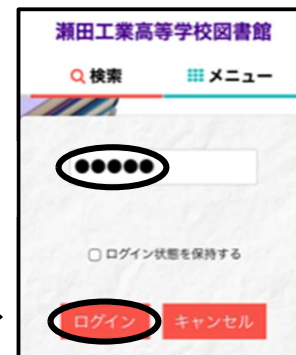 瀬田工業高等学校図書館
検索 メニュー
●●●●●
ログイン状態を保持する
ログイン キャンセル